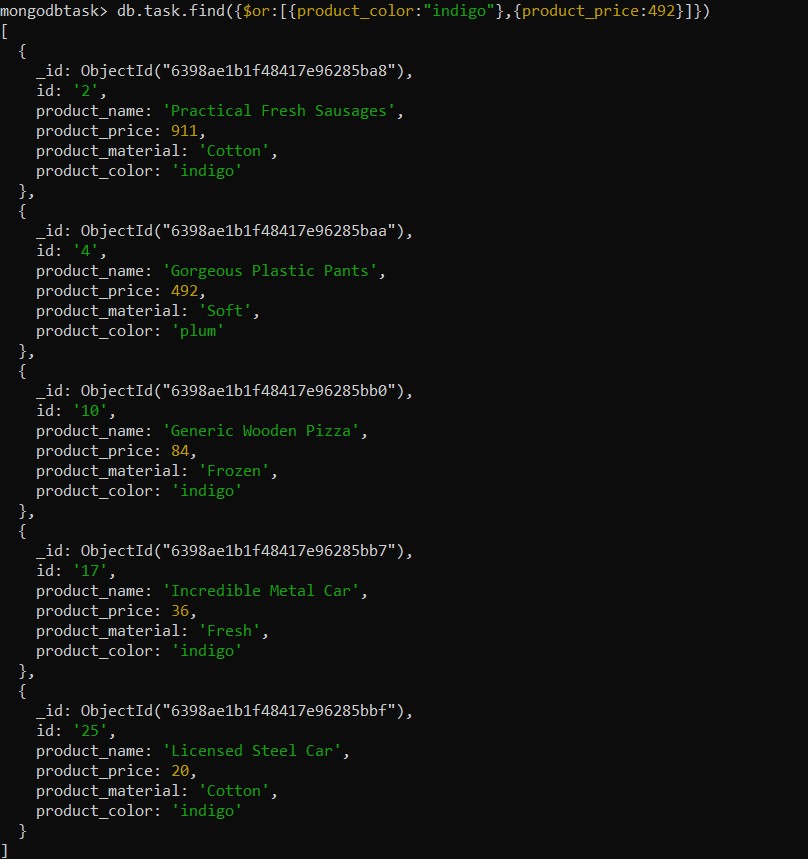 mongodbtask> db.task.find({$or:[{product_color:"indigo"},{product_price:492}]})
[
  {
    _id: ObjectId("6398ae1b1f48417e96285ba8"),
    id: '2',
    product_name: 'Practical Fresh Sausages',
    product_price: 911,
    product_material: 'Cotton',
    product_color: 'indigo'
  },
  {
    _id: ObjectId("6398ae1b1f48417e96285baa"),
    id: '4',
    product_name: 'Gorgeous Plastic Pants',
    product_price: 492,
    product_material: 'Soft',
    product_color: 'plum'
  },
  {
    _id: ObjectId("6398ae1b1f48417e96285bb0"),
    id: '10',
    product_name: 'Generic Wooden Pizza',
    product_price: 84,
    product_material: 'Frozen',
    product_color: 'indigo'
  },
  {
    _id: ObjectId("6398ae1b1f48417e96285bb7"),
    id: '17',
    product_name: 'Incredible Metal Car',
    product_price: 36,
    product_material: 'Fresh',
    product_color: 'indigo'
  },
  {
    _id: ObjectId("6398ae1b1f48417e96285bbf"),
    id: '25',
    product_name: 'Licensed Steel Car',
    product_price: 20,
    product_material: 'Cotton',
    product_color: 'indigo'
  }
]